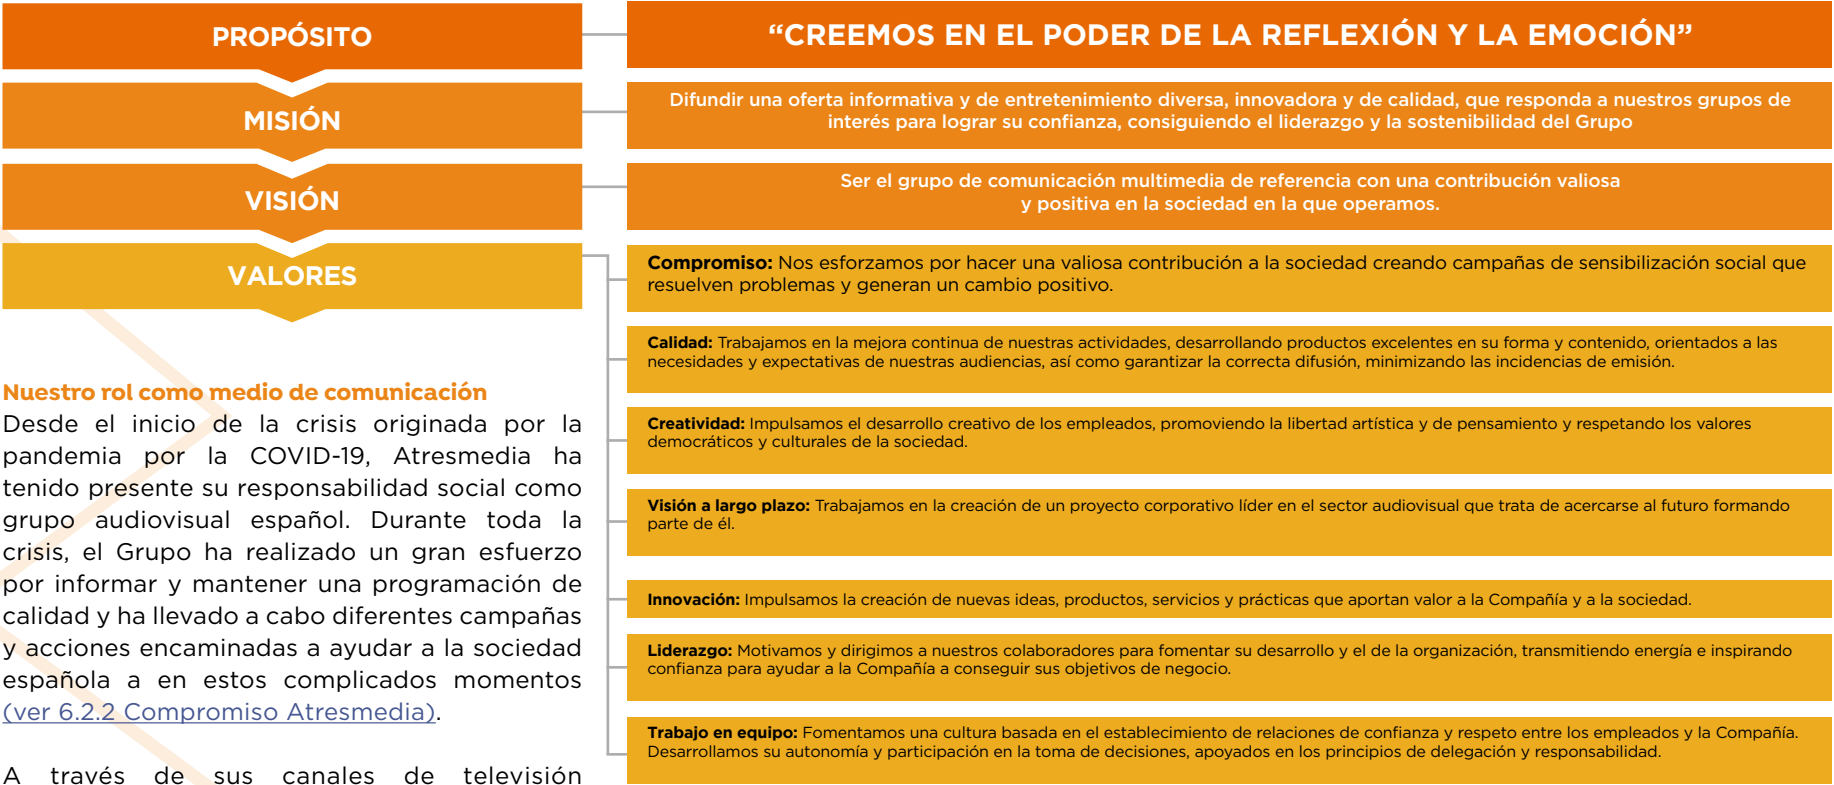 PROPÓSITO
“CREEMOS EN EL PODER DE LA REFLEXIÓN Y LA EMOCIÓN”
MISIÓN
Difundir una oferta informativa y de entretenimiento diversa, innovadora y de calidad, que responda a nuestros grupos de
interés para lograr su confianza, consiguiendo el liderazgo y la sostenibilidad del Grupo
VISIÓN
Ser el grupo de comunicación multimedia de referencia con una contribución valiosa
y positiva en la sociedad en la que operamos.
VALORES
Compromiso: Nos esforzamos por hacer una valiosa contribución a la sociedad creando campañas de sensibilización social que
resuelven problemas y generan un cambio positivo.
Calidad: Trabajamos en la mejora continua de nuestras actividades, desarrollando productos excelentes en su forma y contenido, orientados a las
necesidades y expectativas de nuestras audiencias, así como garantizar la correcta difusión, minimizando las incidencias de emisión.
Creatividad: Impulsamos el desarrollo creativo de los empleados, promoviendo la libertad artística y de pensamiento y respetando los valores
democráticos y culturales de la sociedad.
Visión a largo plazo: Trabajamos en la creación de un proyecto corporativo líder en el sector audiovisual que trata de acercarse al futuro formando
parte de él.
Innovación: Impulsamos la creación de nuevas ideas, productos, servicios y prácticas que aportan valor a la Compañía y a la sociedad.
Liderazgo: Motivamos y dirigimos a nuestros colaboradores para fomentar su desarrollo y el de la organización, transmitiendo energía e inspirando
confianza para ayudar a la Compañía a conseguir sus objetivos de negocio.
Trabajo en equipo: Fomentamos una cultura basada en el establecimiento de relaciones de confianza y respeto entre los empleados y la Compañía.
Desarrollamos su autonomía y participación en la toma de decisiones, apoyados en los principios de delegación y responsabilidad.
Nuestro rol como medio de comunicación
Desde el inicio de la crisis originada por la
pandemia por la COVID-19, Atresmedia ha
tenido presente su responsabilidad social como
grupo audiovisual español. Durante toda la
crisis, el Grupo ha realizado un gran esfuerzo
por informar y mantener una programación de
calidad y ha llevado a cabo diferentes campañas
y acciones encaminadas a ayudar a la sociedad
española a en estos complicados momentos
(ver 6.2.2 Compromiso Atresmedia).
A través de sus canales de televisión